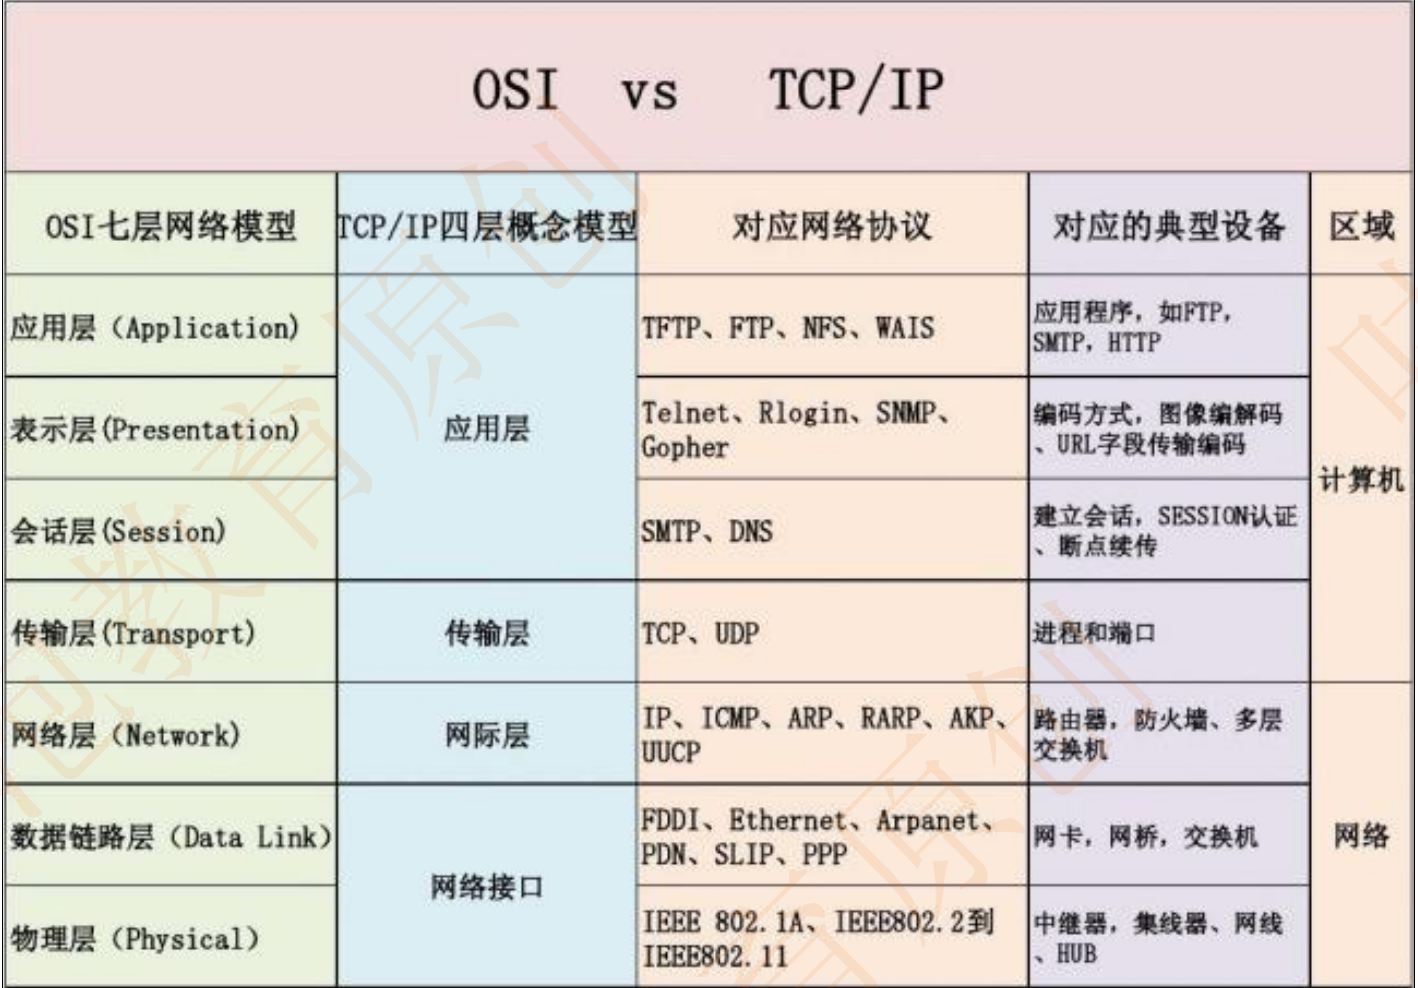 OSI vs TCP/IP
OSI七层网络模型
TCP/IP四层概念模型
对应网络协议
对应的典型设备
区域
应用层（Application)
应用层
TFTP、FTP、NFS、WAIS
应用程序，如FTP，
SMTP，HTTP
计算机
表示层(Presentation)
Telnet、Rlogin、SNMP、
Gopher
编码方式，图像编解码
、URL字段传输编码
会话层(Session)
SMTP、DNS
建立会话，SESSION认证
、断点续传
传输层(Transport)
传输层
TCP、UDP
进程和端口
网络层（Network)
网际层
IP、ICMP、ARP、RARP、AKP、
UUCP
路由器，防火墙、多层
交换机
网络
数据链路层（Data Link）
网络接口
FDDI、Ethernet、Arpanet、
PDN、SLIP、PPP
网卡，网桥，交换机
物理层（Physical）
IEEE 802.1A、IEEE802.2到
IEEE802.11
中继器，集线器、网线
、HUB
教育原创
育原创